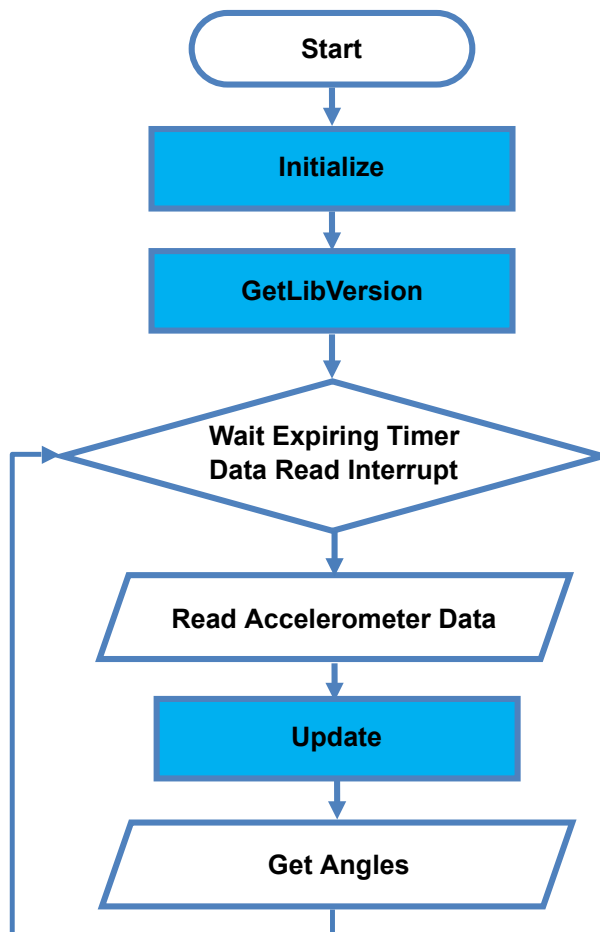 Start
Initialize
GetLibVersion
Wait Expiring Timer
Data Read Interrupt
Read Accelerometer Data
Update
Get Angles